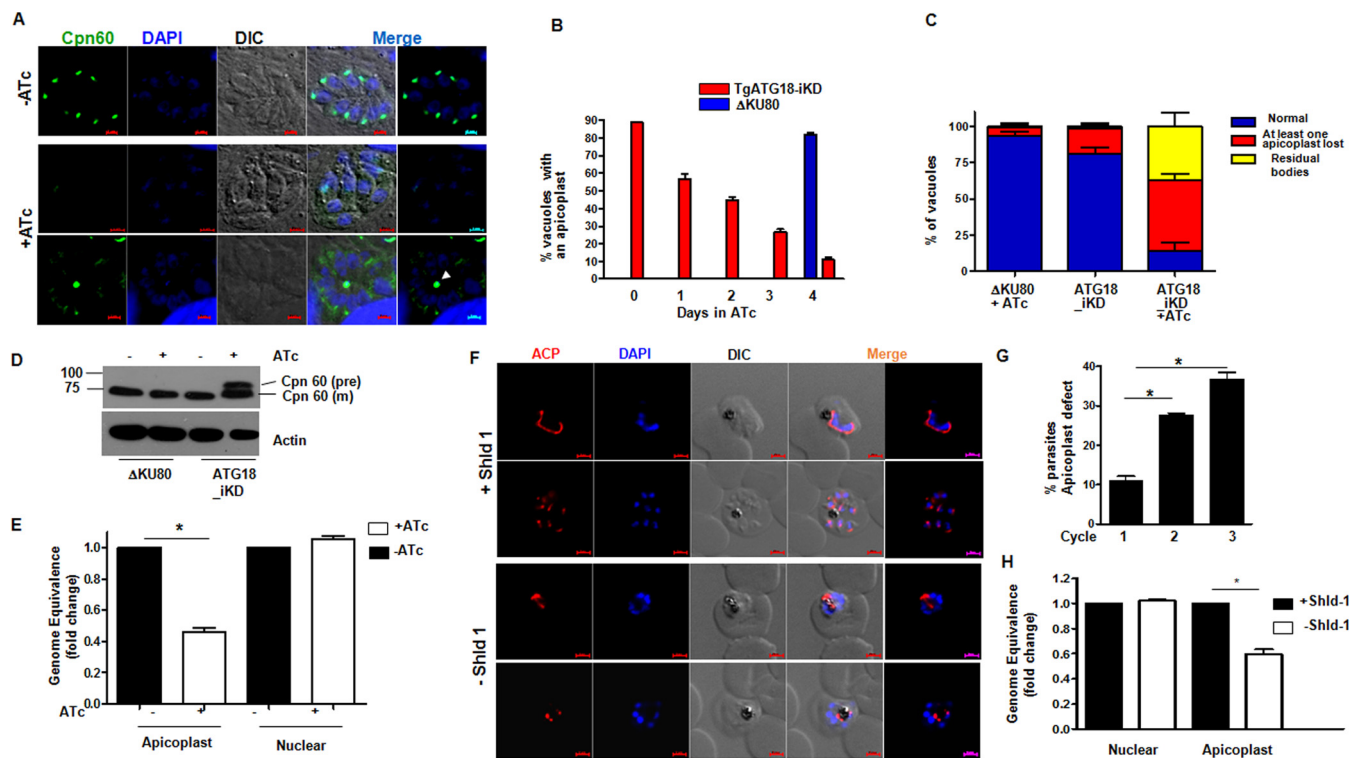 A
Cpn60 DAPI DIC Merge
-ATc
+ATc
B
TgATG18-iKD
ΔKU80
% vacuoles with
an apicoplast
90
80
70
60
50
40
30
20
10
0
0 1 2 3 4
Days in ATc
C
Normal
At least one
apicoplast lost
Residual
bodies
% of vacuoles
100
75
50
25
0
ΔKU80
+ ATc
ATG18
_iKD
ATG18
_iKD
+ATc
D
- + - + ATc
100
75
Cpn 60 (pre)
Cpn 60 (m)
Actin
ΔKU80
ATG18
_iKD
E
*
+ATc
-ATc
Genome Equivalence
(fold change)
1.0
0.8
0.6
0.4
0.2
0.0
ATc - + - +
Apicoplast Nuclear
F
ACP DAPI DIC Merge
+ Shld 1
- Shld 1
G
*
*
% parasites
Apicoplast defect
40
30
20
10
0
Cycle 1 2 3
H
*
+Shld-1
-Shld-1
Genome Equivalence
(fold change)
1.2
1.0
0.8
0.6
0.4
0.2
0.0
Nuclear Apicoplast